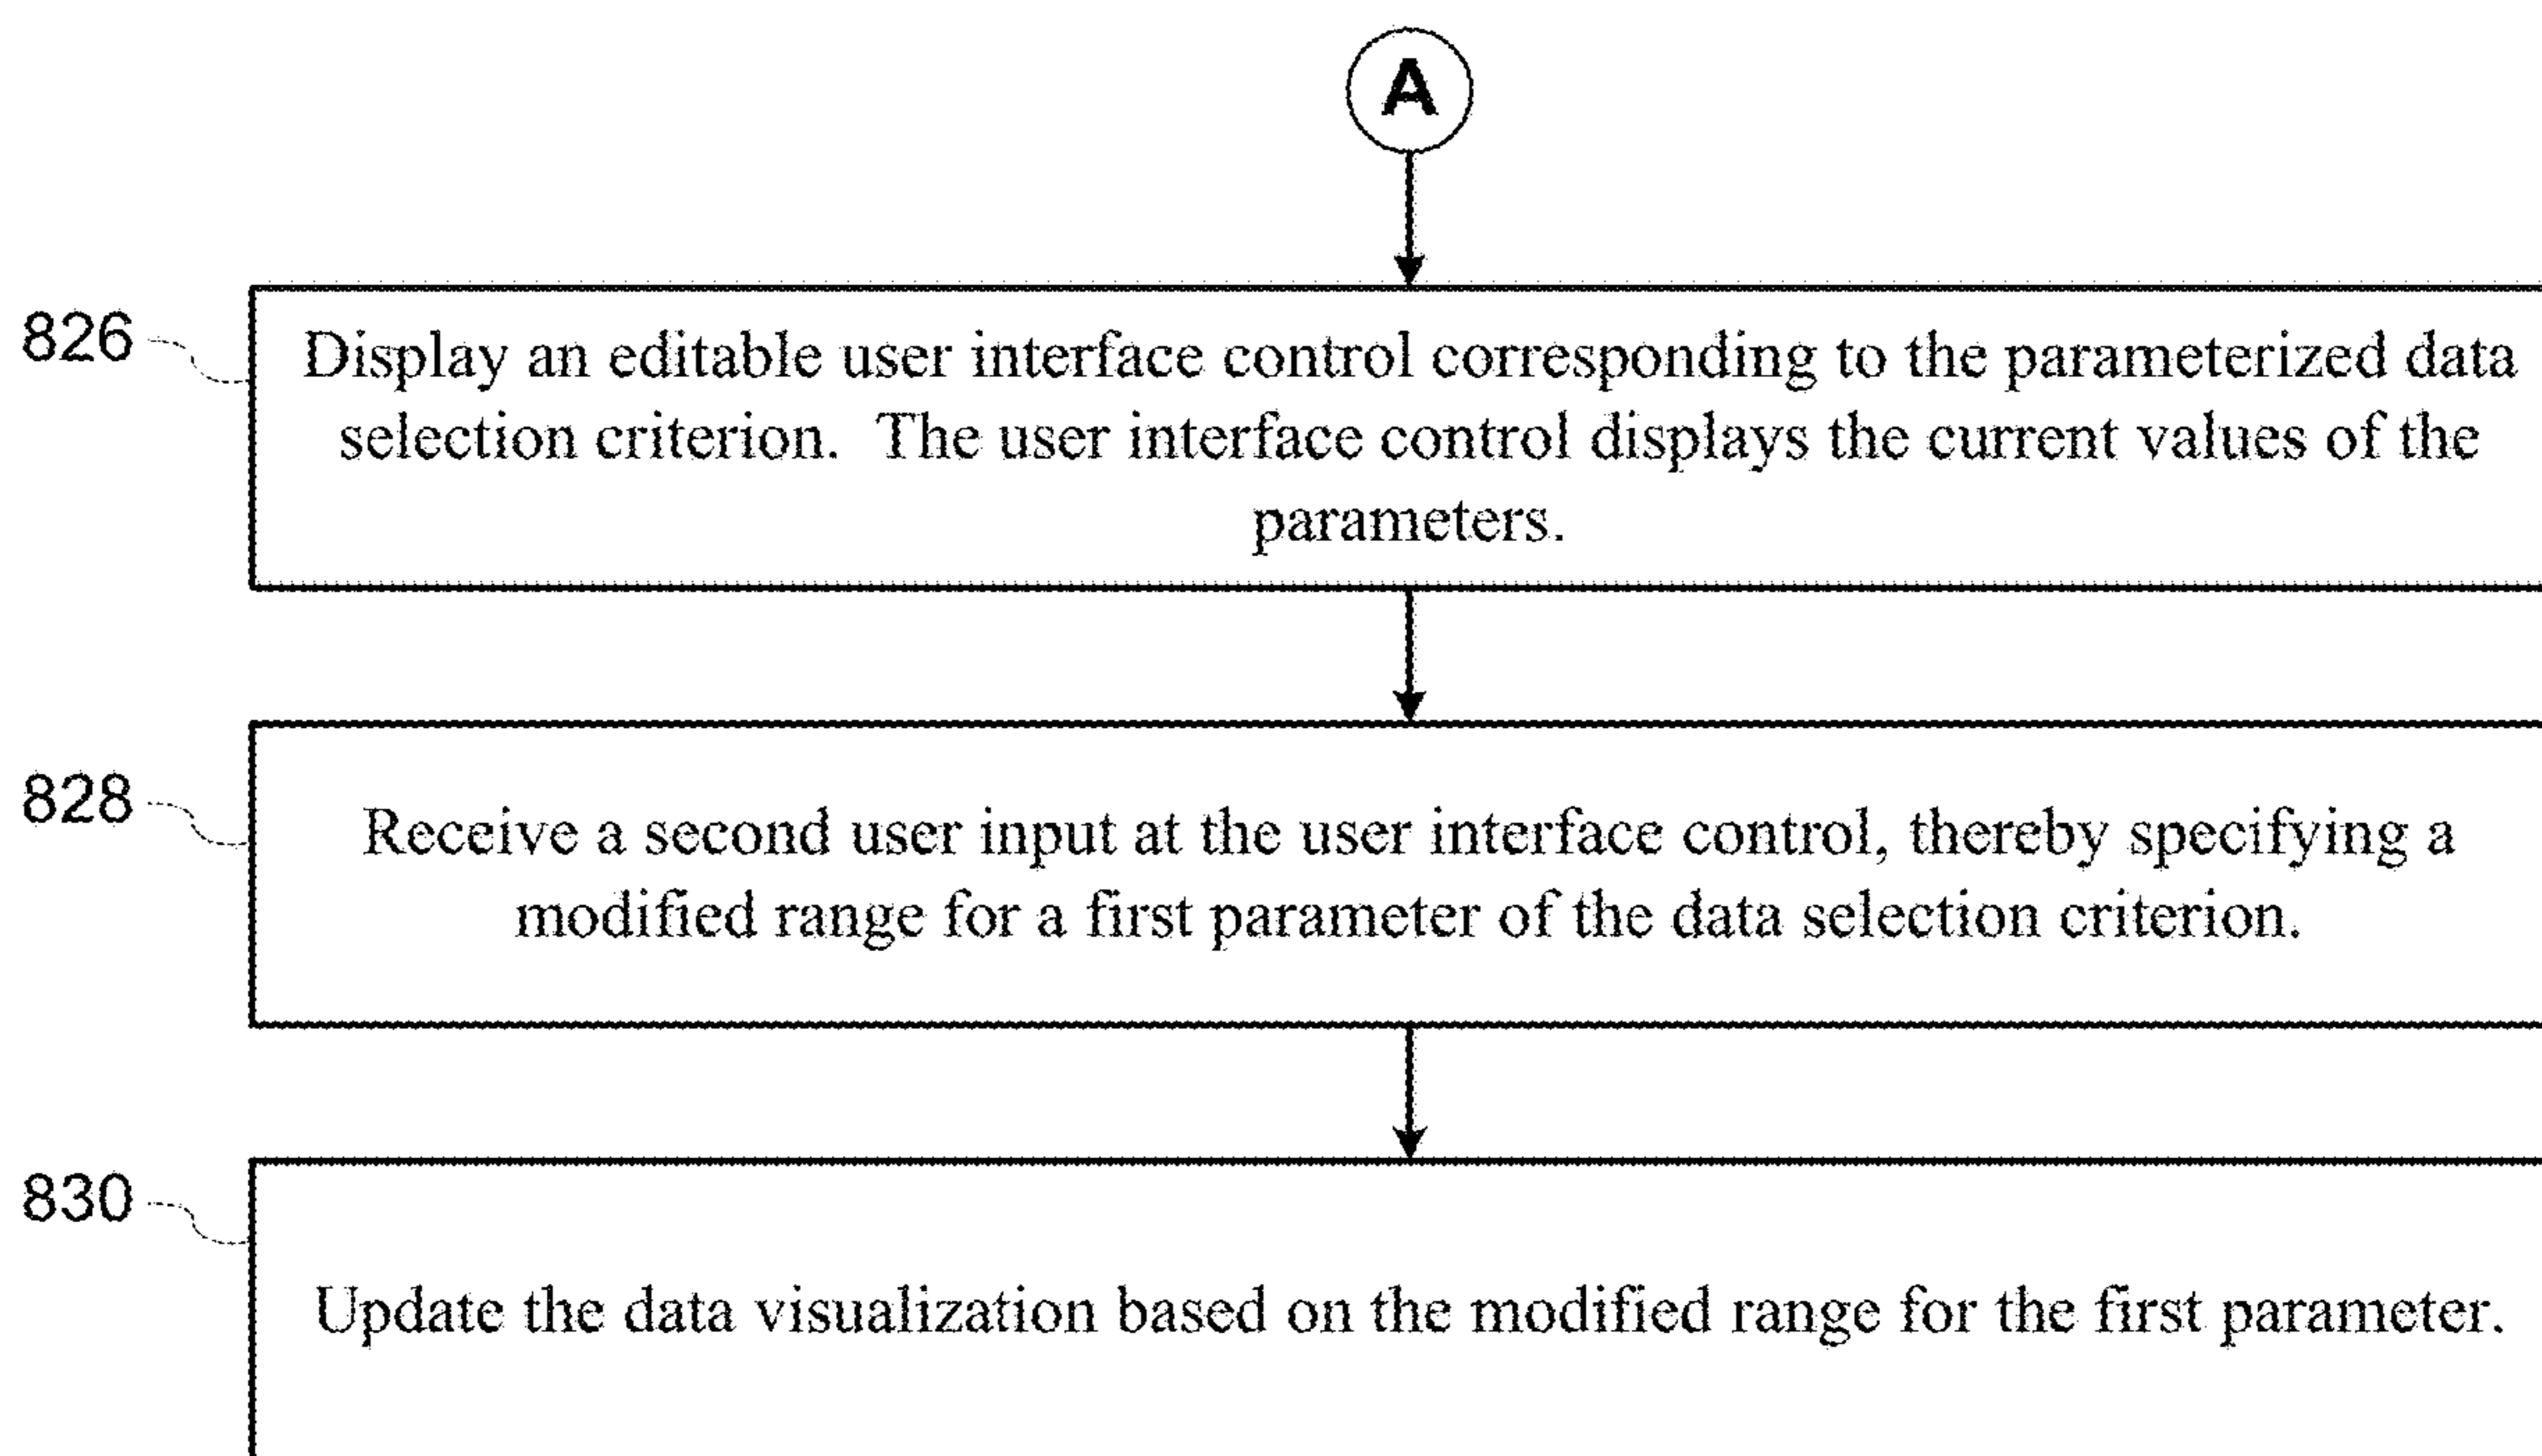 A
826
Display an editable user interface control corresponding to the parameterized data
selection criterion.  The user interface control displays the current values of the
parameters.
828
Receive a second user input at the user interface control, thereby specifying a
modified range for a first parameter of the data selection criterion.
830
Update the data visualization based on the modified range for the first parameter.